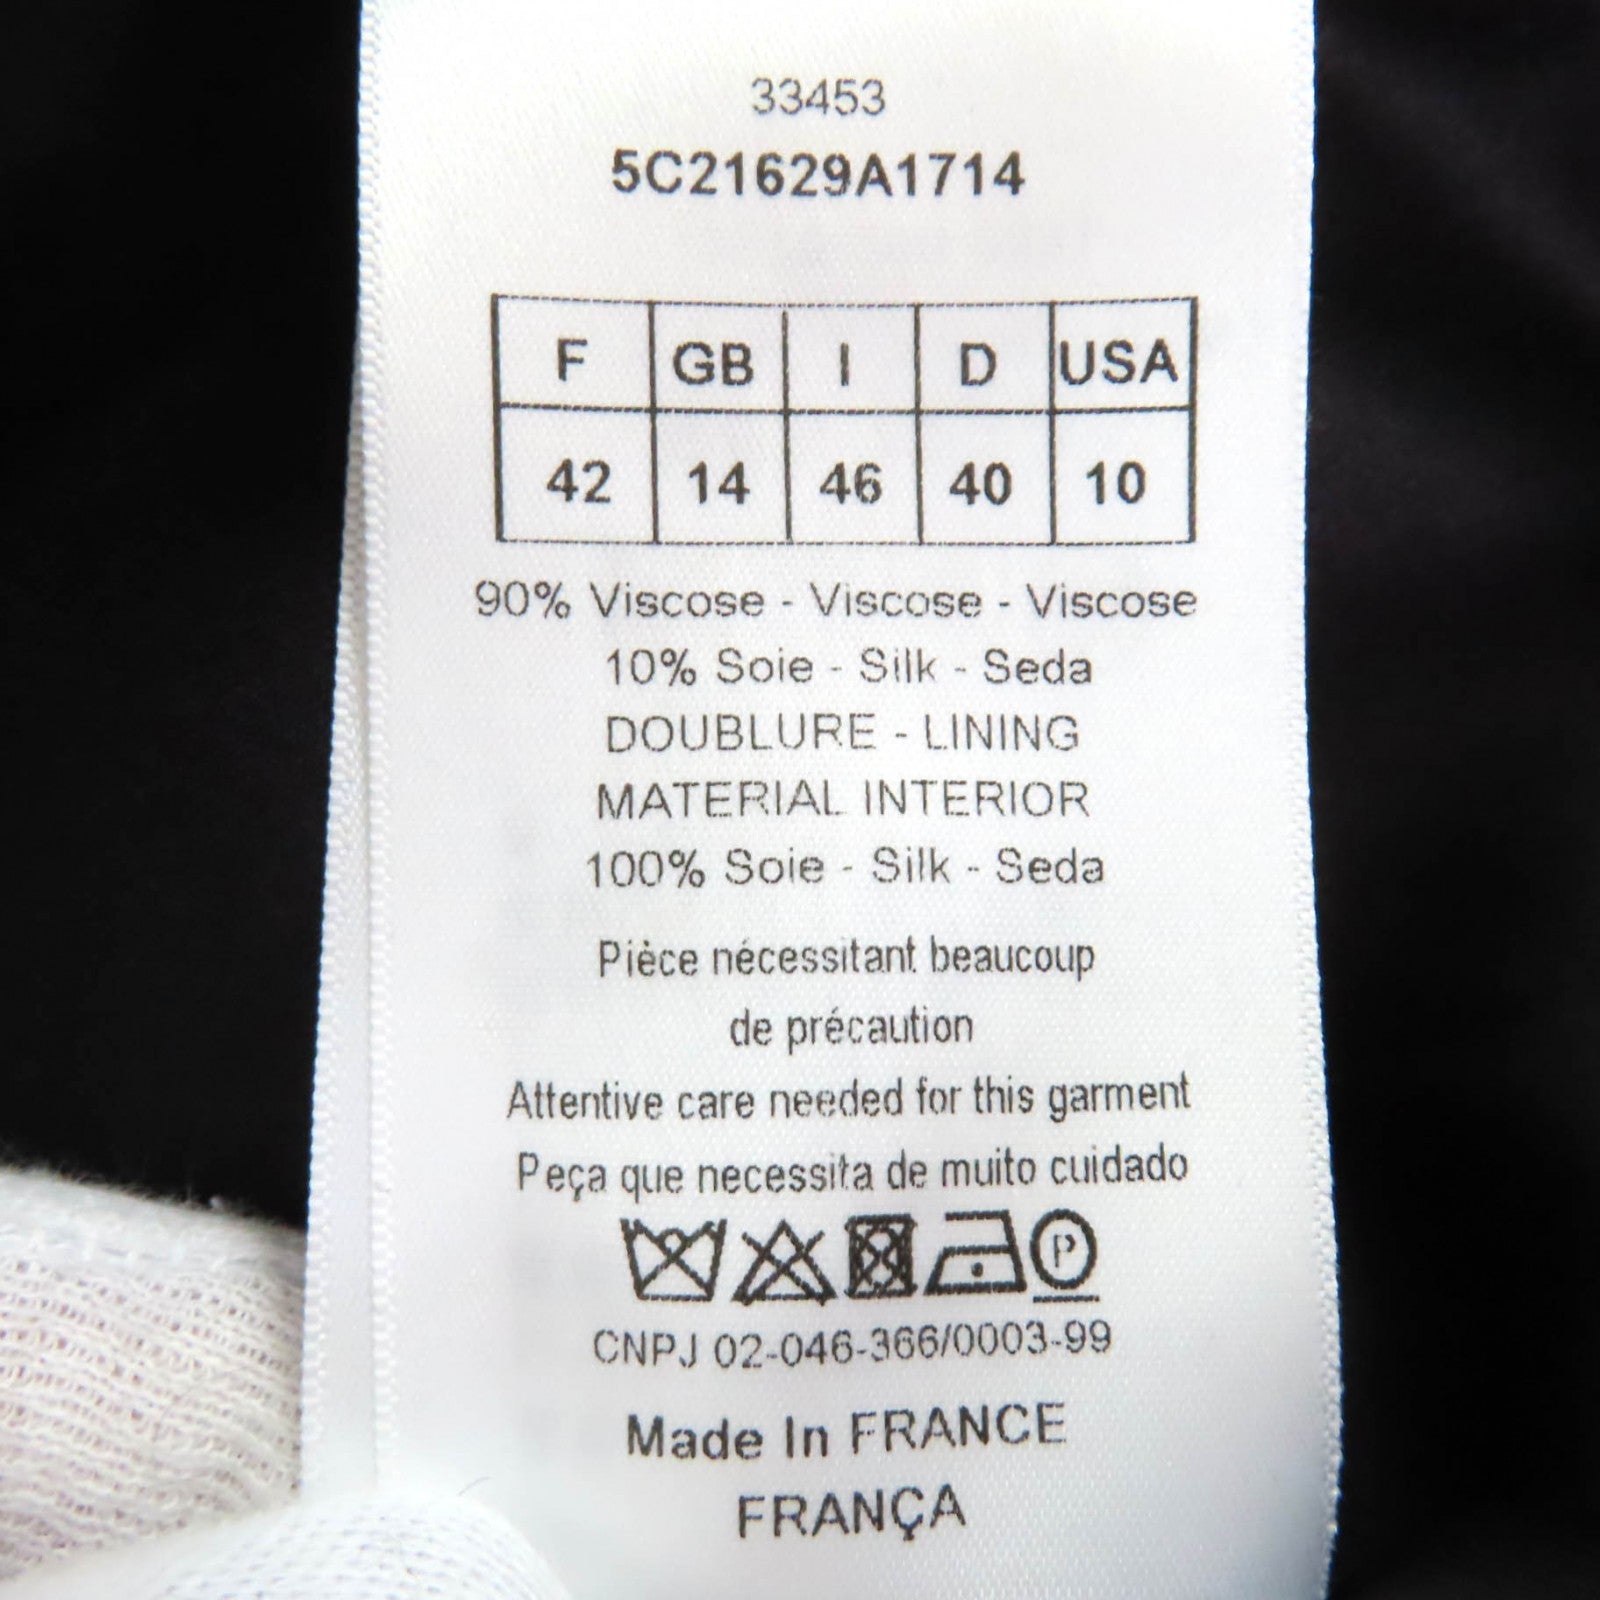 33453
5C21629A1714
F GB I D USA
42 14 46 40 10
90% Viscose - Viscose - Viscose
10% Soie - Silk - Seda
DOUBLURE - LINING
MATERIAL INTERIOR
100% Soie - Silk - Seda
Pièce nécessitant beaucoup
de précaution
Attentive care needed for this garment
Peça que necessita de muito cuidado
P
CNPJ 02-046-366/0003-99
Made In FRANCE
FRANÇA